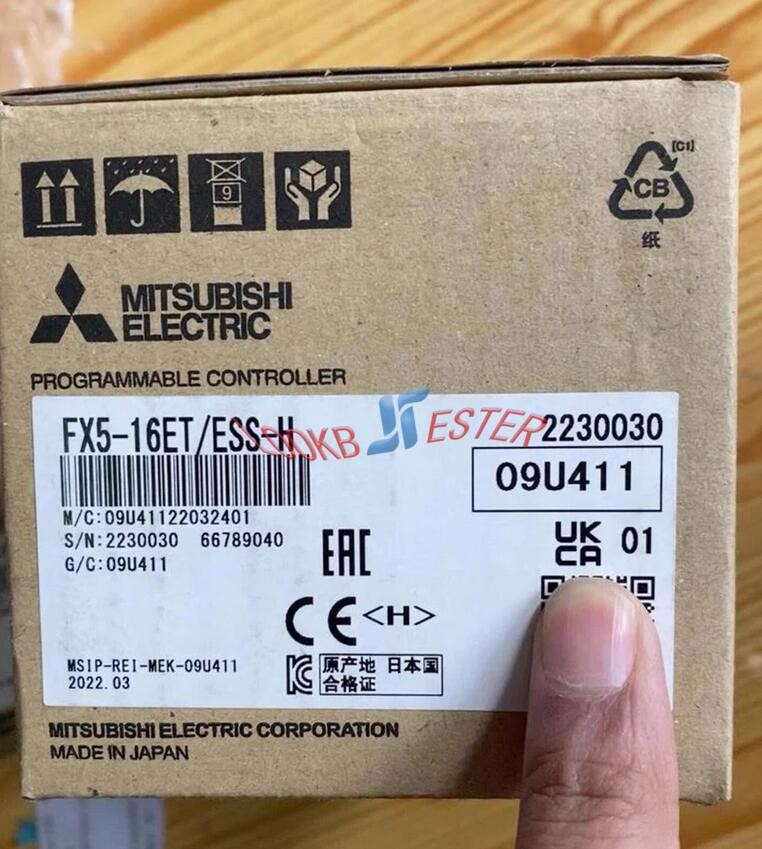 9
[C1]
CB
纸
MITSUBISHI
ELECTRIC
PROGRAMMABLE CONTROLLER
FX5-16ET/ESS-H 2230030
ESTER
09U411
M/C:09U41122032401
S/N:2230030 66789040
G/C:09U411
EAC
UK
CA 01
CE <H>
MSIP-REI-MEK-09U411
2022.03
原产地 日本国
合格证
MITSUBISHI ELECTRIC CORPORATION
MADE IN JAPAN